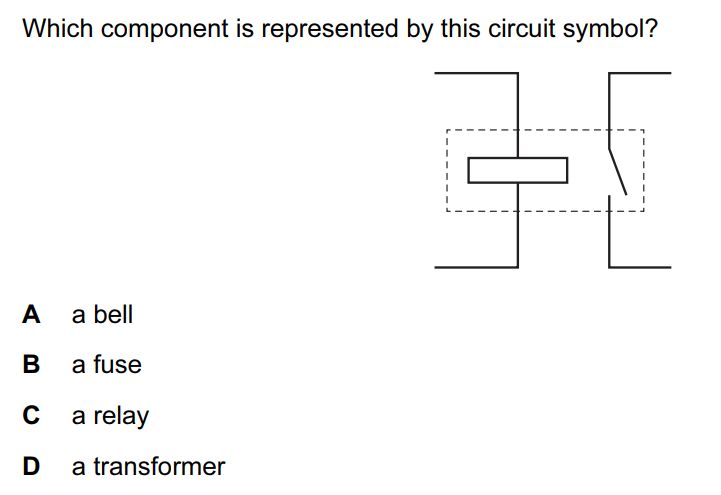 Which component is represented by this circuit symbol?
A a bell
B a fuse
C a relay
D a transformer